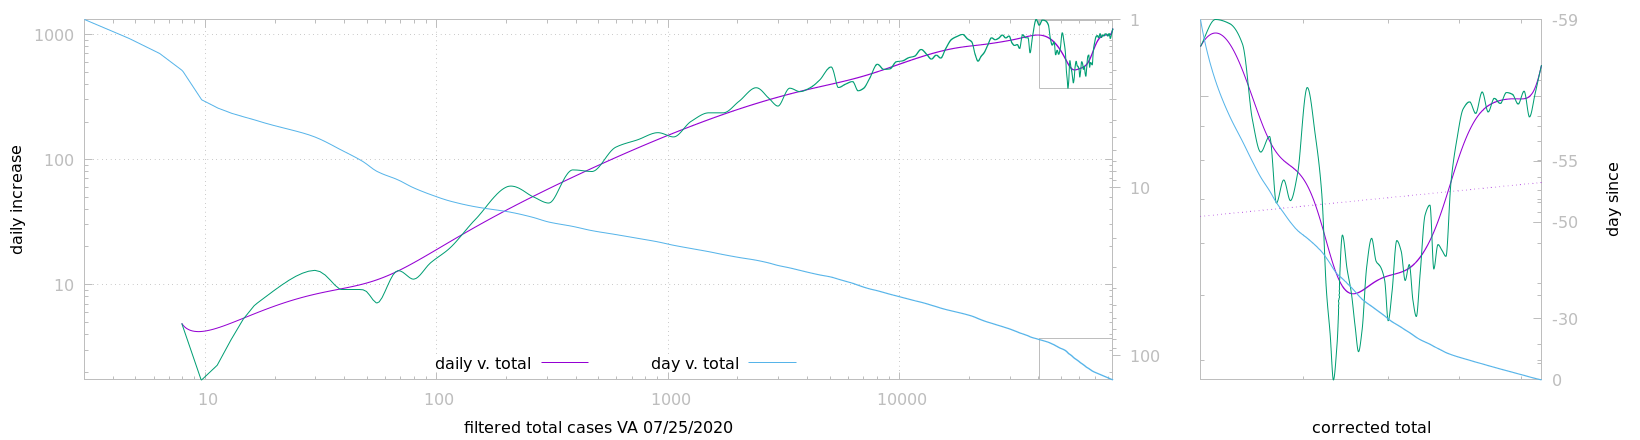 1000
100
10
daily increase
10
100
1000
10000
filtered total cases VA 07/25/2020
daily v. total
day v. total
1
10
100
-59
-55
-50
-30
0
day since
corrected total